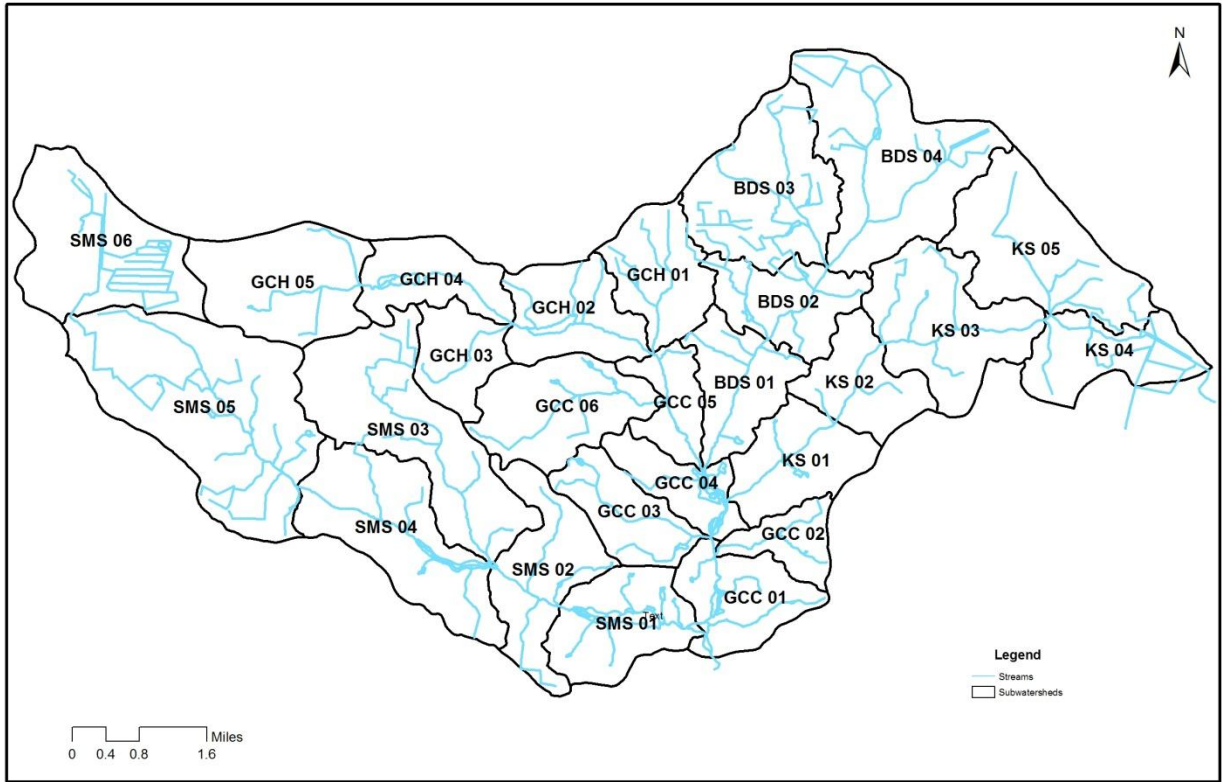 N
BDS 04
BDS 03
SMS 06
KS 05
GCH 01
GCH 05
GCH 04
BDS 02
GCH 02
KS 03
KS 04
GCH 03
BDS 01
KS 02
GCC 05
SMS 05
GCC 06
SMS 03
KS 01
GCC 04
GCC 03
SMS 04
GCC 02
SMS 02
GCC 01
Text
SMS 01
Legend
Streams
Subwatersheds
Miles
0 0.4 0.8 1.6